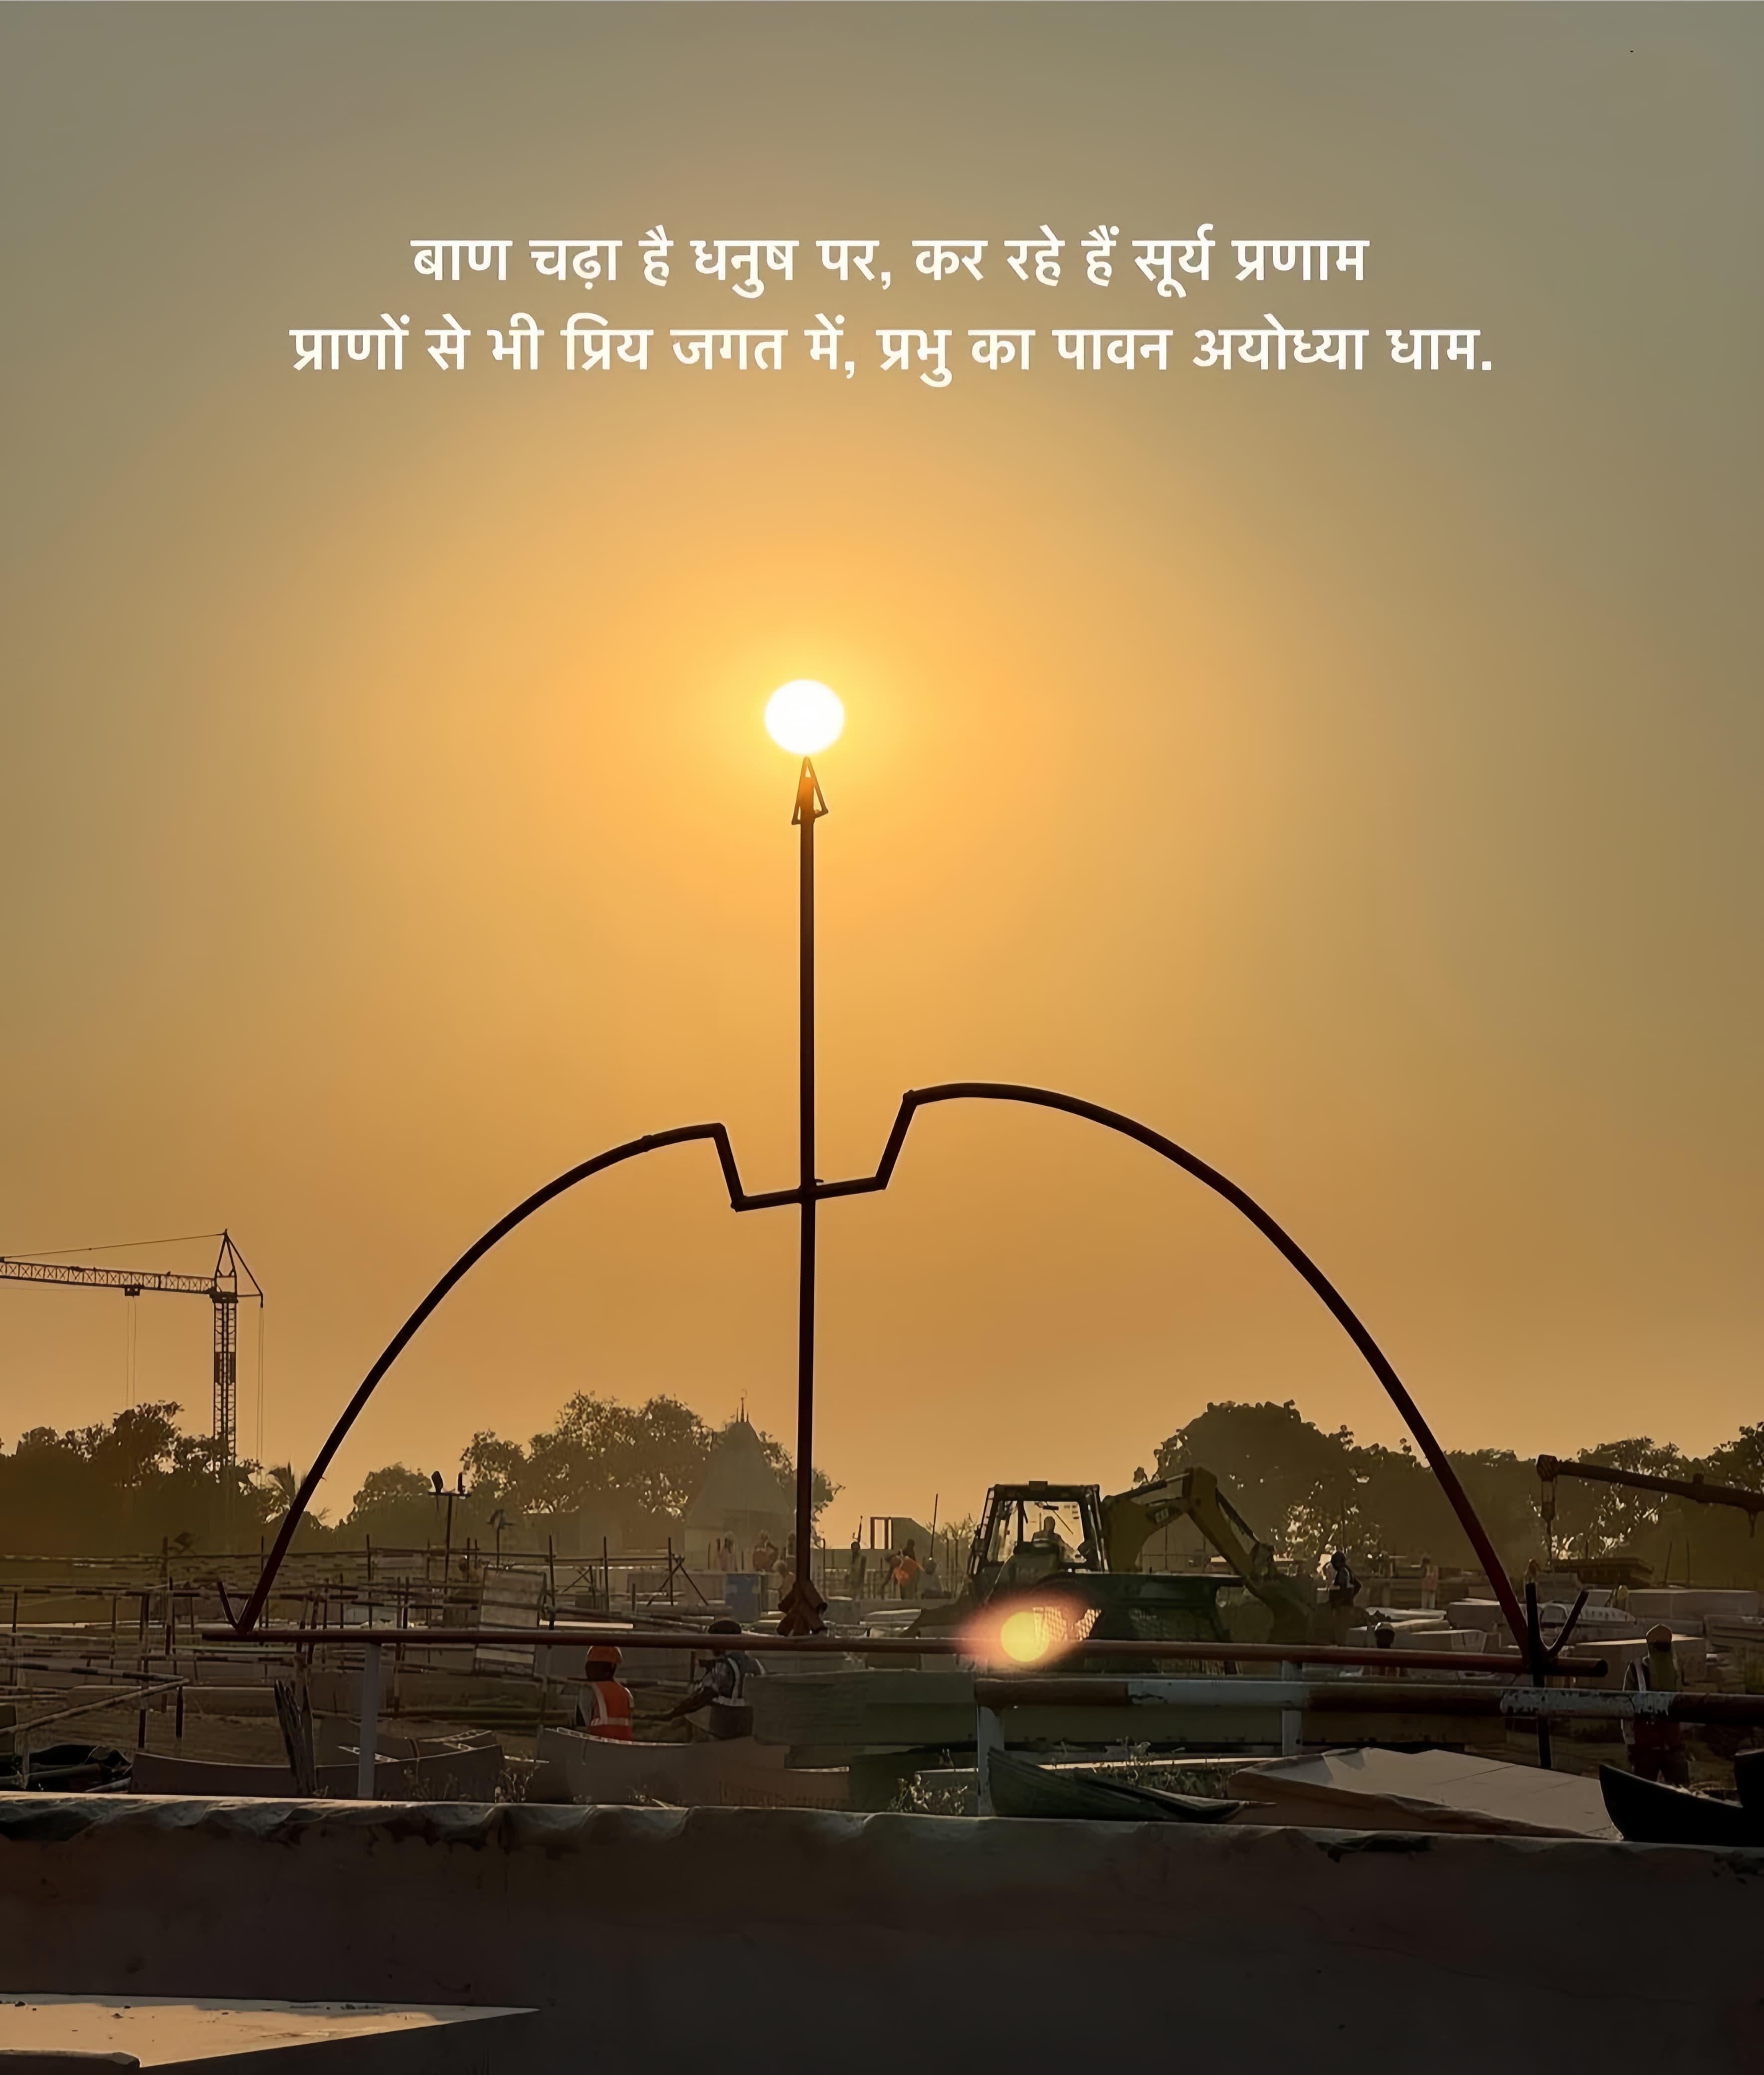 बाण चढ़ा है धनुष पर, कर रहे हैं सूर्य प्रणाम
प्राणों से भी प्रिय जगत में, प्रभु का पावन अयोध्या धाम.